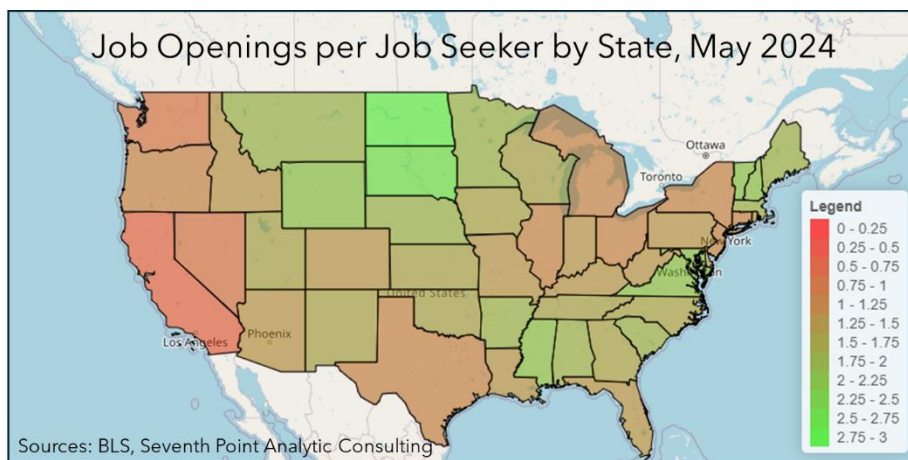 Job Openings per Job Seeker by State, May 2024
Ottawa
Toronto
New York
Washington
United States
Los Angeles
Phoenix
Legend
0 - 0.25
0.25 - 0.5
0.5 - 0.75
0.75 - 1
1 - 1.25
1.25 - 1.5
1.5 - 1.75
1.75 - 2
2 - 2.25
2.25 - 2.5
2.5 - 2.75
2.75 - 3
Sources: BLS, Seventh Point Analytic Consulting